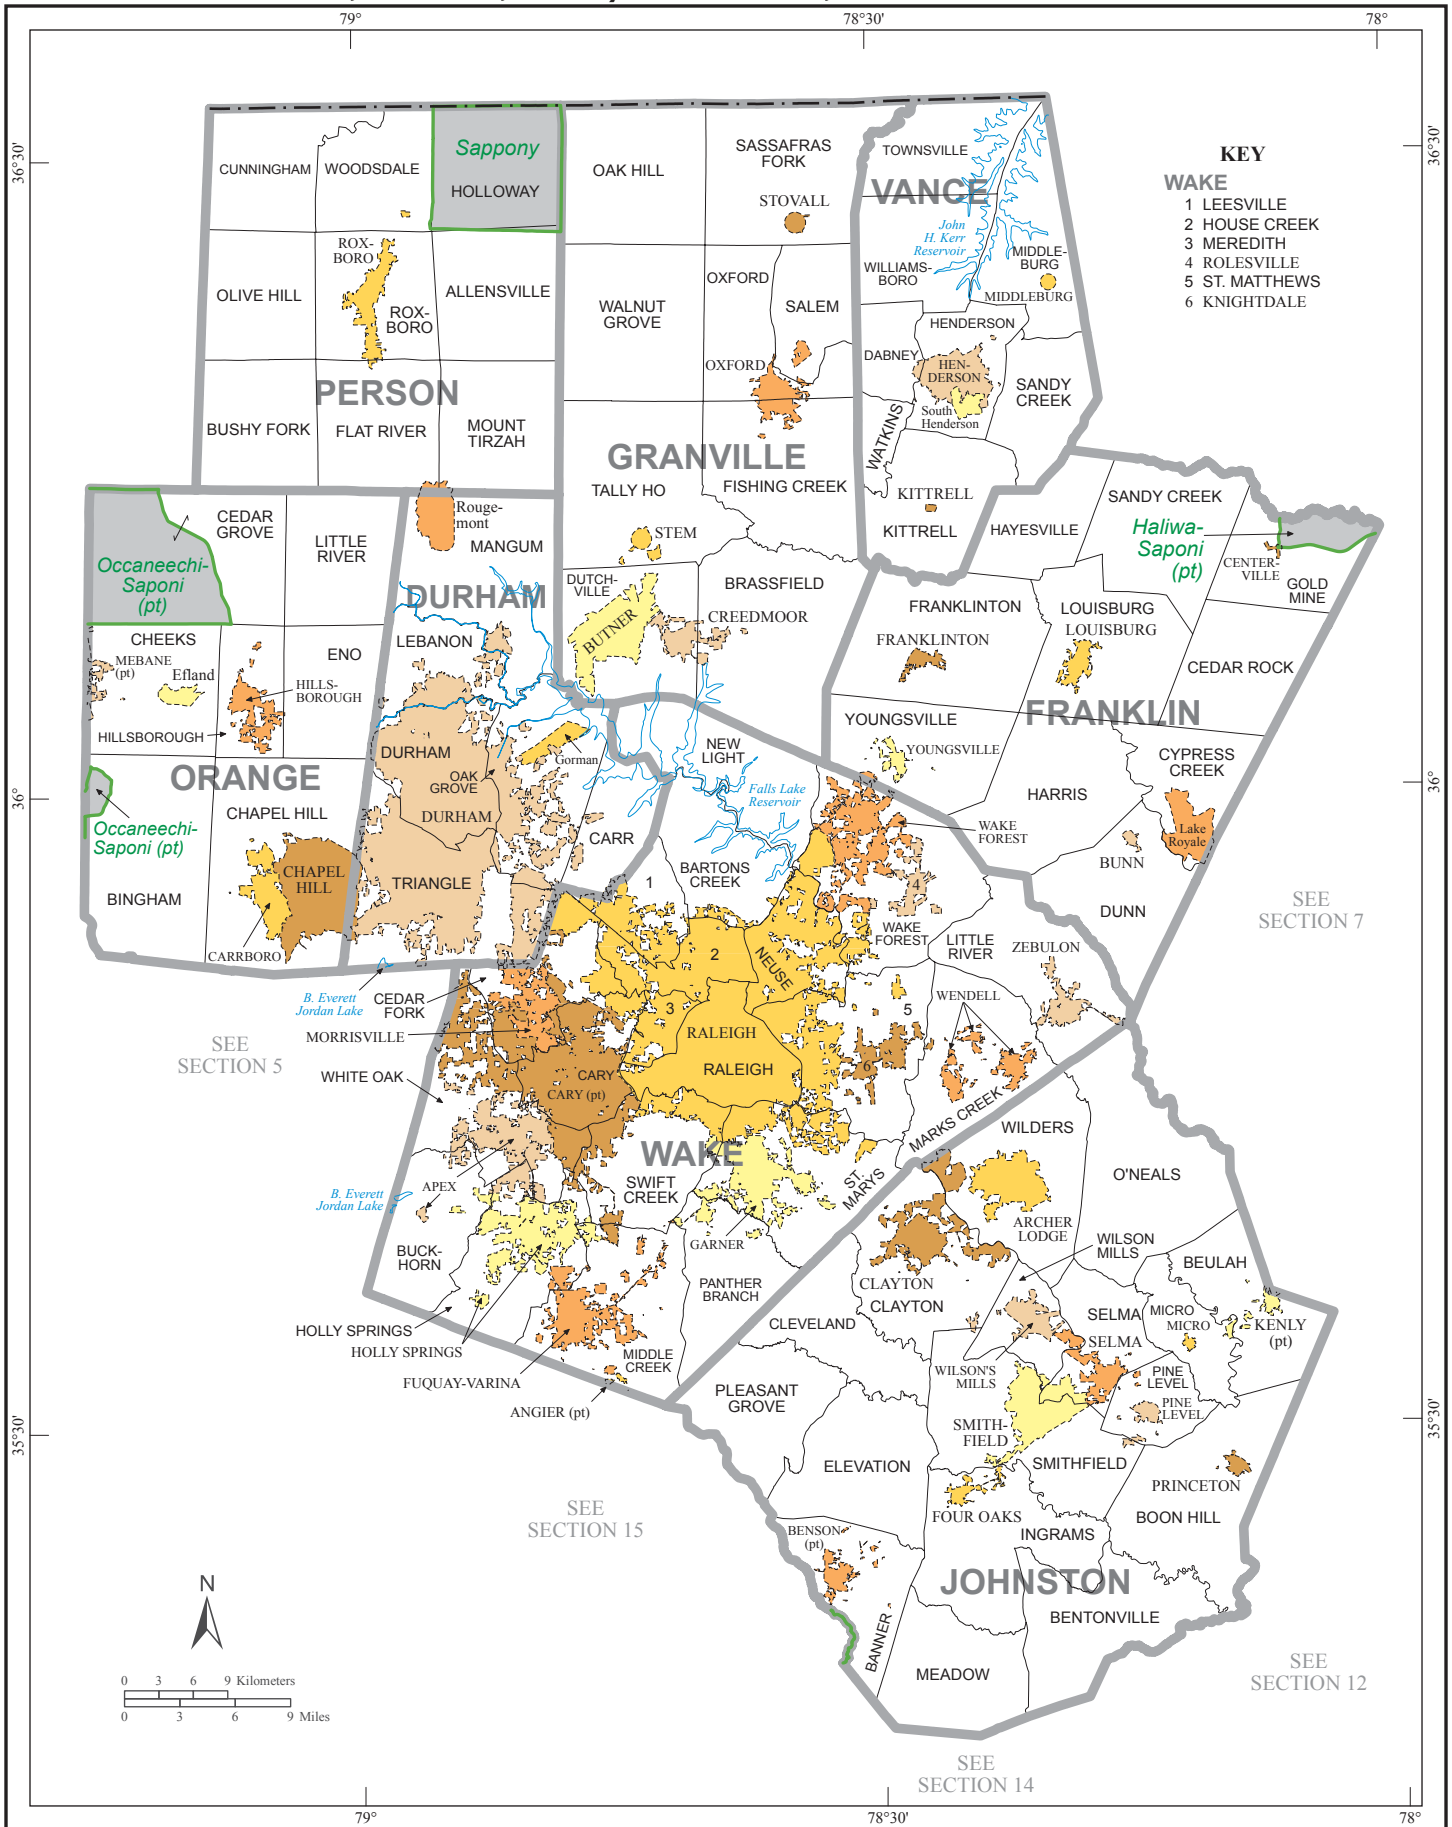 79°
78°30'
78°
36°30'
36°30'
Sappony
HOLLOWAY
CUNNINGHAM
WOODSDALE
OAK HILL
SASSAFRAS
FORK
STOVALL
TOWNSVILLE
VANCE
KEY
WAKE
1 LEESVILLE
2 HOUSE CREEK
3 MEREDITH
4 ROLESVILLE
5 ST. MATTHEWS
6 KNIGHTDALE
John
H. Kerr
Reservoir
WILLIAMS-
BORO
MIDDLE-
BURG
MIDDLEBURG
ROX-
BORO
OLIVE HILL
ROX-
BORO
ALLENSVILLE
WALNUT
GROVE
OXFORD
SALEM
HENDERSON
DABNEY
HEN-
DERSON
OXFORD
SANDY
CREEK
South
Henderson
WATKINS
PERSON
BUSHY FORK
FLAT RIVER
MOUNT
TIRZAH
GRANVILLE
TALLY HO
FISHING CREEK
KITTRELL
KITTRELL
HAYESVILLE
SANDY CREEK
Haliwa-
Saponi
(pt)
CENTER-
VILLE
GOLD
MINE
CEDAR
GROVE
LITTLE
RIVER
Rouge-
mont
MANGUM
STEM
Occaneechi-
Saponi
(pt)
DURHAM
DUTCH-
VILLE
BRASSFIELD
BUTNER
CREEDMOOR
FRANKLINTON
FRANKLINTON
LOUISBURG
LOUISBURG
CEDAR ROCK
CHEEKS
MEBANE
(pt)
Efland
ENO
LEBANON
HILLS-
BOROUGH
HILLSBOROUGH
FRANKLIN
YOUNGSVILLE
YOUNGSVILLE
CYPRESS
CREEK
HARRIS
DURHAM
OAK
GROVE
Gorman
NEW
LIGHT
Falls Lake
Reservoir
36°
36°
ORANGE
CHAPEL HILL
DURHAM
CARR
WAKE
FOREST
Lake
Royale
BUNN
Occaneechi-
Saponi (pt)
CHAPEL
HILL
TRIANGLE
1
BARTONS
CREEK
4
BINGHAM
DUNN
SEE
SECTION 7
CARRBORO
2
NEUSE
WAKE
FOREST
LITTLE
RIVER
ZEBULON
B. Everett
Jordan Lake
CEDAR
FORK
MORRISVILLE
3
5
WENDELL
RALEIGH
RALEIGH
6
SEE
SECTION 5
WHITE OAK
CARY
CARY (pt)
MARKS CREEK
WILDERS
WAKE
O'NEALS
B. Everett
Jordan Lake
APEX
SWIFT
CREEK
ST.
MARYS
ARCHER
LODGE
BUCK-
HORN
GARNER
WILSON
MILLS
BEULAH
PANTHER
BRANCH
CLAYTON
CLAYTON
CLEVELAND
SELMA
MICRO
MICRO
KENLY
(pt)
HOLLY SPRINGS
HOLLY SPRINGS
SELMA
MIDDLE
CREEK
WILSON'S
MILLS
PINE
LEVEL
PINE
LEVEL
FUQUAY-VARINA
ANGIER (pt)
PLEASANT
GROVE
SMITH-
FIELD
35°30'
35°30'
ELEVATION
SMITHFIELD
PRINCETON
SEE
SECTION 15
FOUR OAKS
BOON HILL
BENSON
(pt)
INGRAMS
JOHNSTON
BENTONVILLE
N
BANNER
MEADOW
SEE
SECTION 12
0 3 6 9 Kilometers
0 3 6 9 Miles
SEE
SECTION 14
79°
78°30'
78°